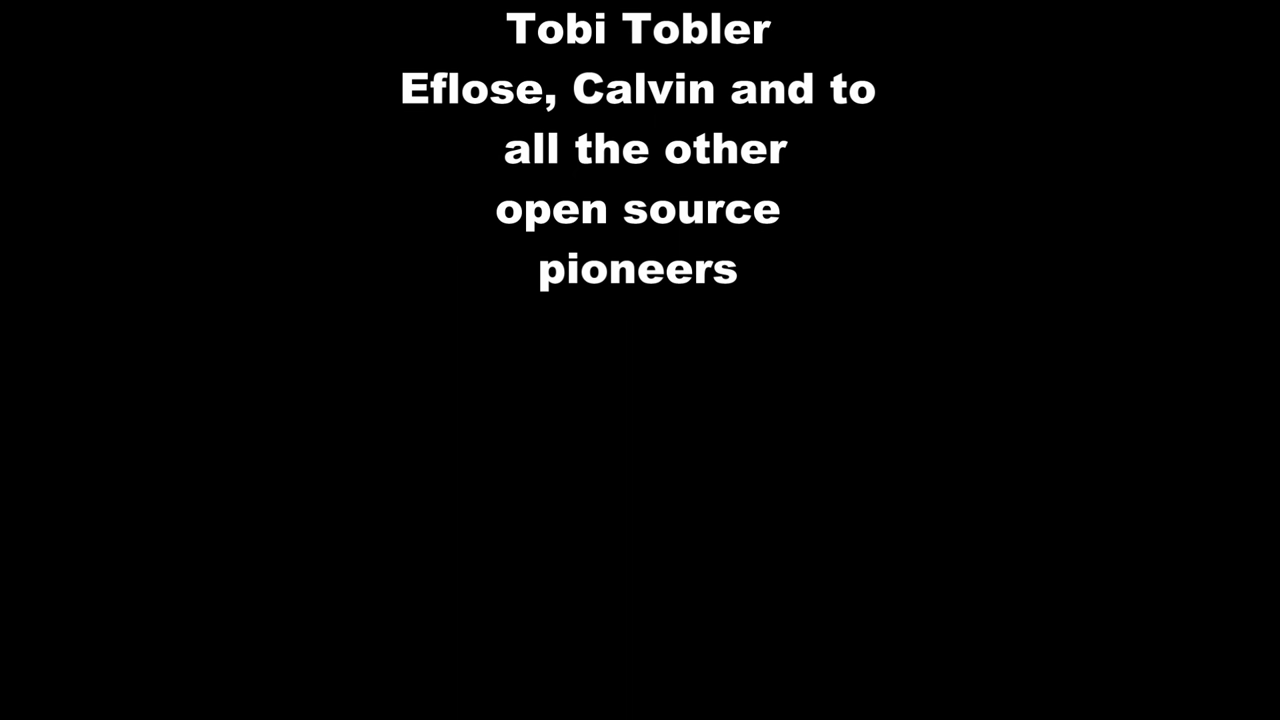 Tobi Tobler
Eflose, Calvin and to
all the other
open source
pioneers